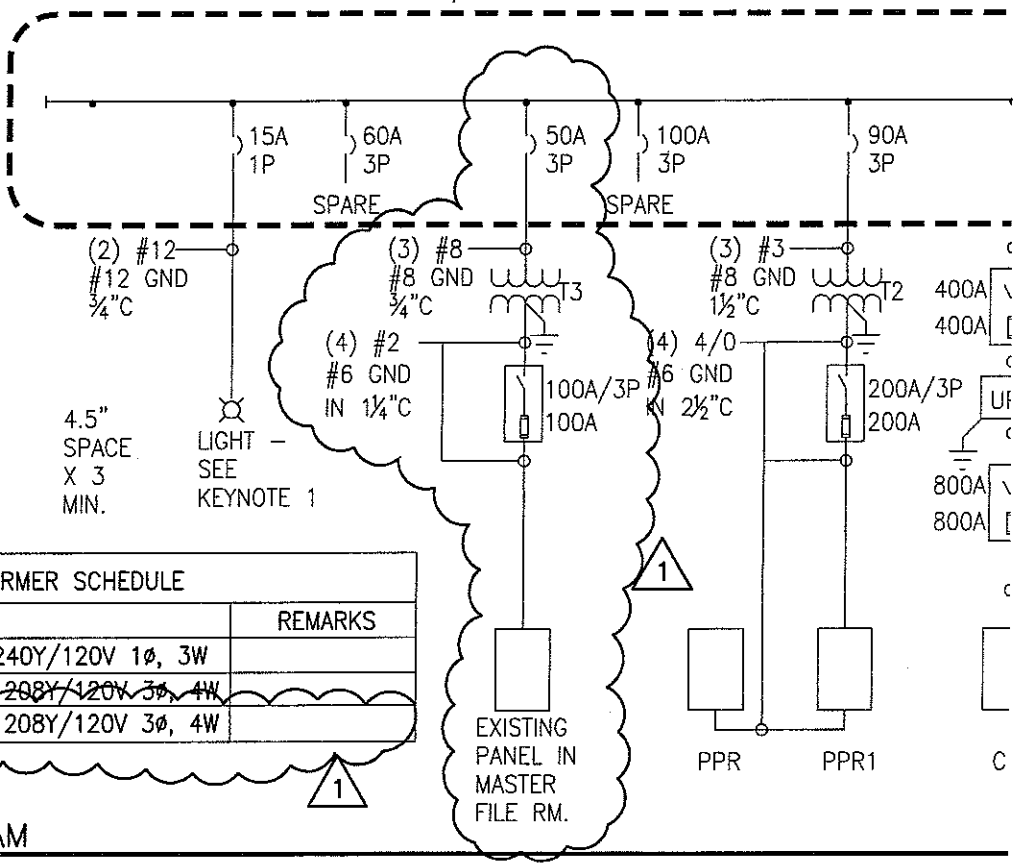 15A
1P
60A
3P
SPARE
50A
3P
100A
3P
SPARE
90A
3P
(2) #12
#12 GND
¾"C
(3) #8
#8 GND
¾"C
T3
(3) #3
#8 GND
1½"C
T2
400A
400A
(4) #2
#6 GND
IN 1¼"C
100A/3P
100A
(4) 4/0
#6 GND
IN 2½"C
200A/3P
200A
4.5"
SPACE
X 3
MIN.
LIGHT –
SEE
KEYNOTE 1
800A
800A
1
RMER SCHEDULE
REMARKS
240Y/120V 1ø, 3W
208Y/120V 3ø, 4W
208Y/120V 3ø, 4W
1
EXISTING
PANEL IN
MASTER
FILE RM.
PPR
PPR1
C
AM